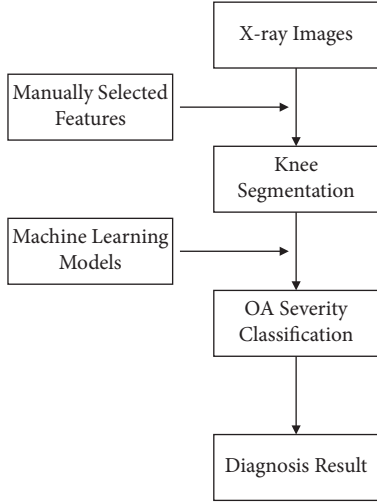 X-ray Images
Manually Selected
Features
Knee
Segmentation
Machine Learning
Models
OA Severity
Classification
Diagnosis Result